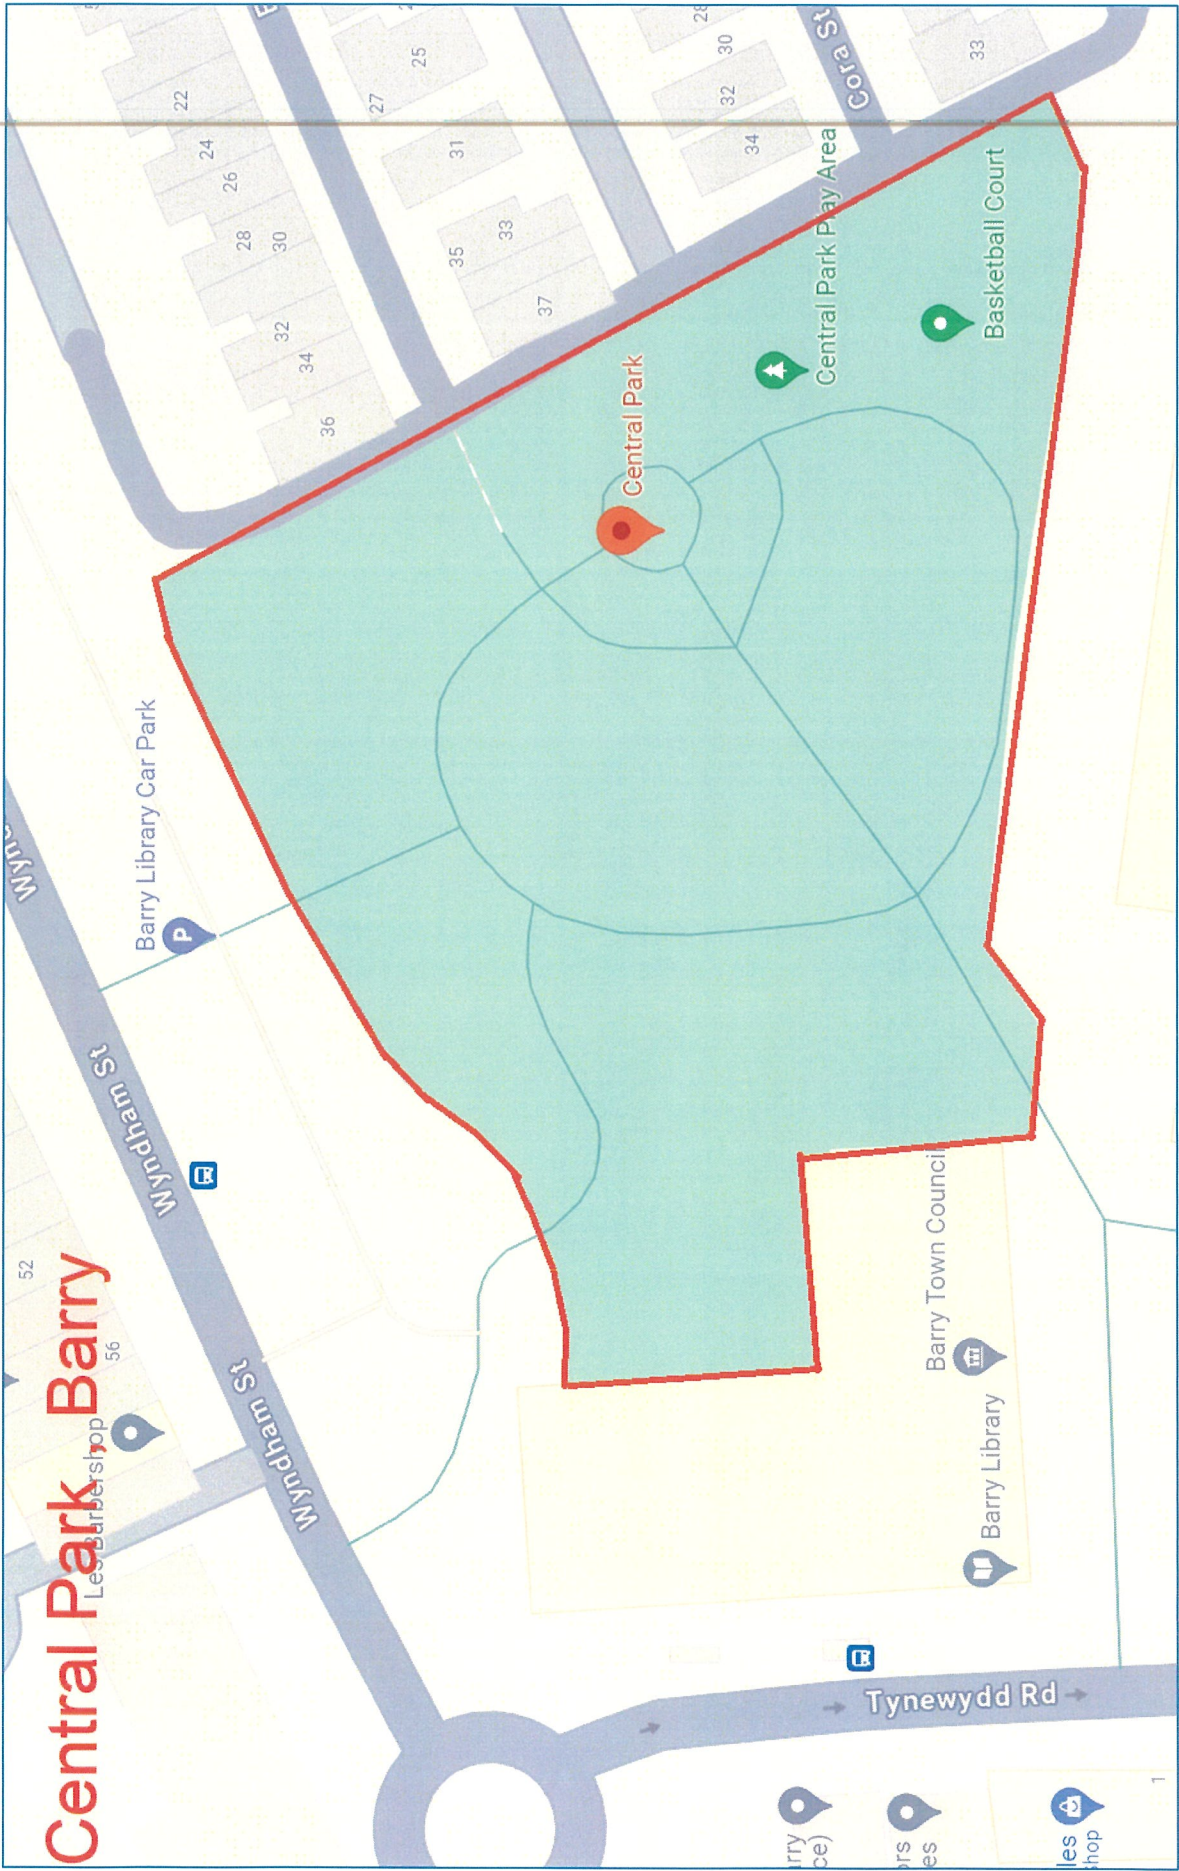 Central Park, Barry
52
56
Les Barbershop
Wyndham St
Wyndham St
Barry Library Car Park
P
22
24
26
28
30
32
34
36
25
27
31
33
35
37
28
30
32
34
Cora St
33
Central Park
Central Park Play Area
Basketball Court
Barry Town Council
Barry Library
Tynewydd Rd
1